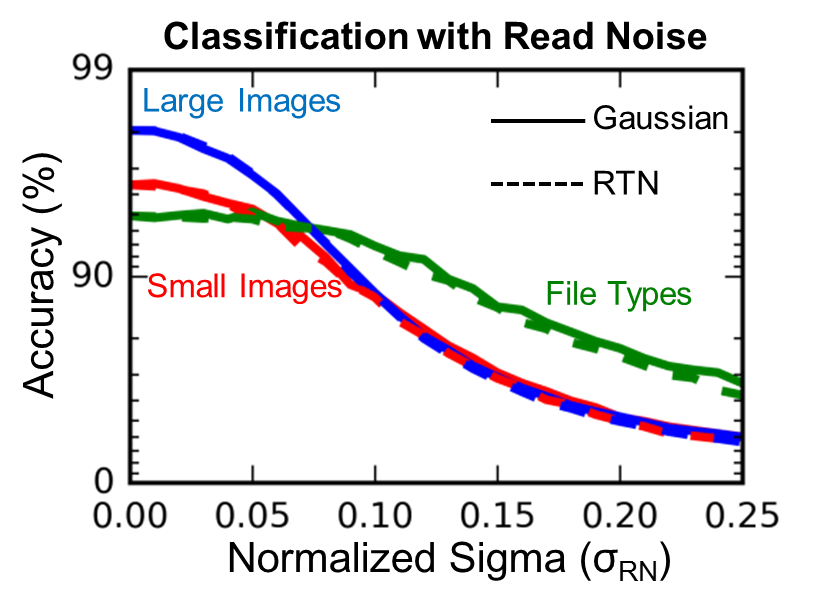 Classification with Read Noise
99
Large Images
Gaussian
RTN
Accuracy (%)
90
Small Images
File Types
0
0.00 0.05 0.10 0.15 0.20 0.25
Normalized Sigma (σRN)